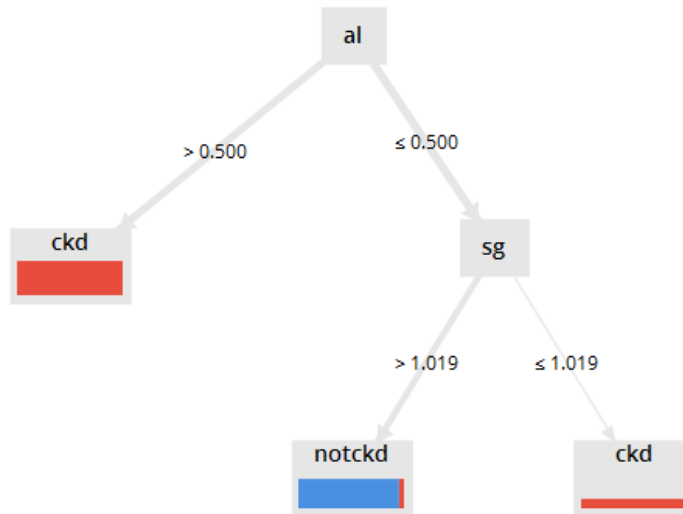 al
> 0.500
≤ 0.500
ckd
sg
> 1.019
≤ 1.019
notckd
ckd